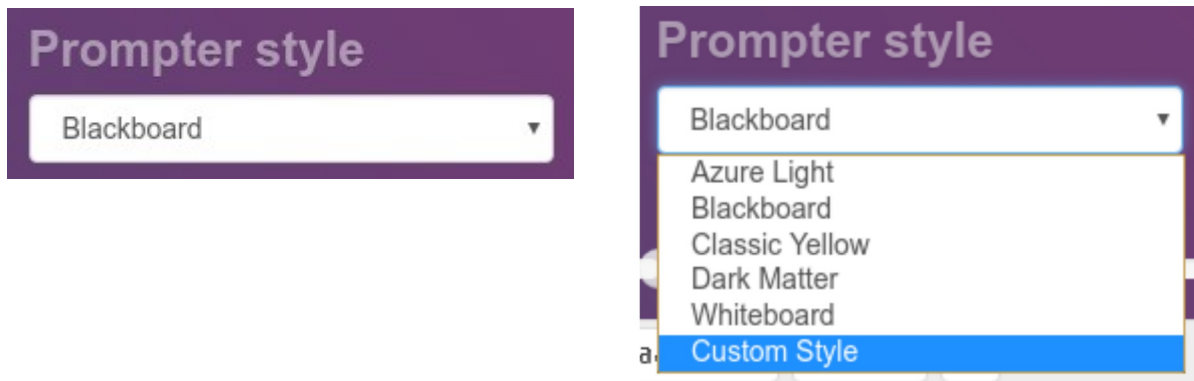 Prompter style
Blackboard
Prompter style
Blackboard
Azure Light
Blackboard
Classic Yellow
Dark Matter
Whiteboard
Custom Style